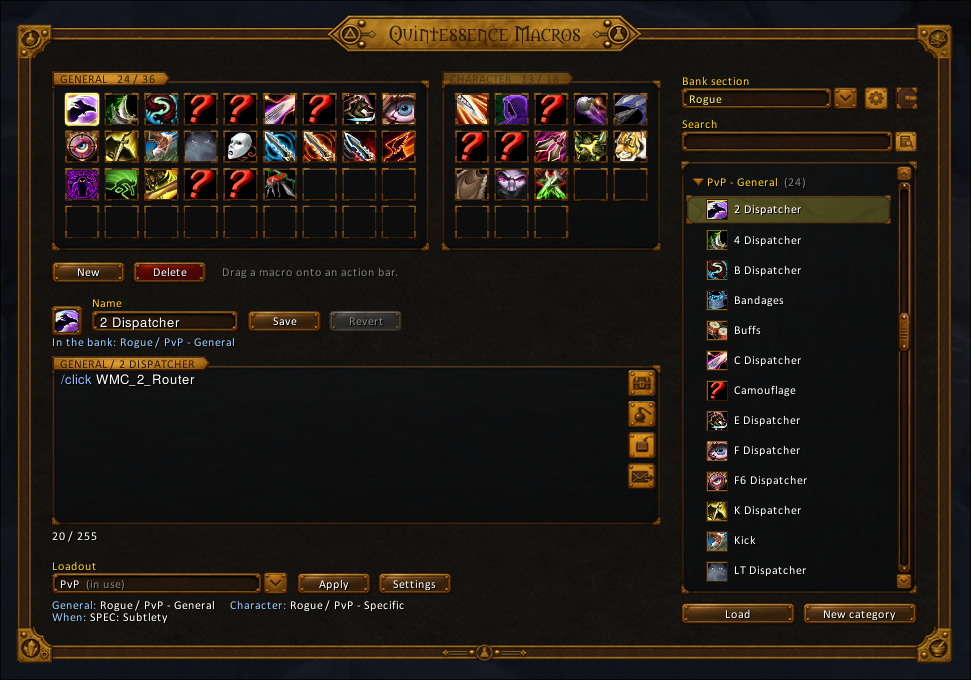 Quintessence Macros
GENERAL 24 / 36
CHARACTER 13 / 18
Bank section
Rogue
Search
PvP - General (24)
2 Dispatcher
4 Dispatcher
B Dispatcher
Bandages
Buffs
C Dispatcher
Camouflage
E Dispatcher
F Dispatcher
F6 Dispatcher
K Dispatcher
Kick
LT Dispatcher
Load
New category
New
Delete
Drag a macro onto an action bar.
Name
2 Dispatcher
Save
Revert
In the bank: Rogue / PvP - General
GENERAL / 2 DISPATCHER
/click WMC_2_Router
20 / 255
Loadout
PvP (in use)
Apply
Settings
General: Rogue / PvP - General Character: Rogue / PvP - Specific
When: SPEC: Subtlety